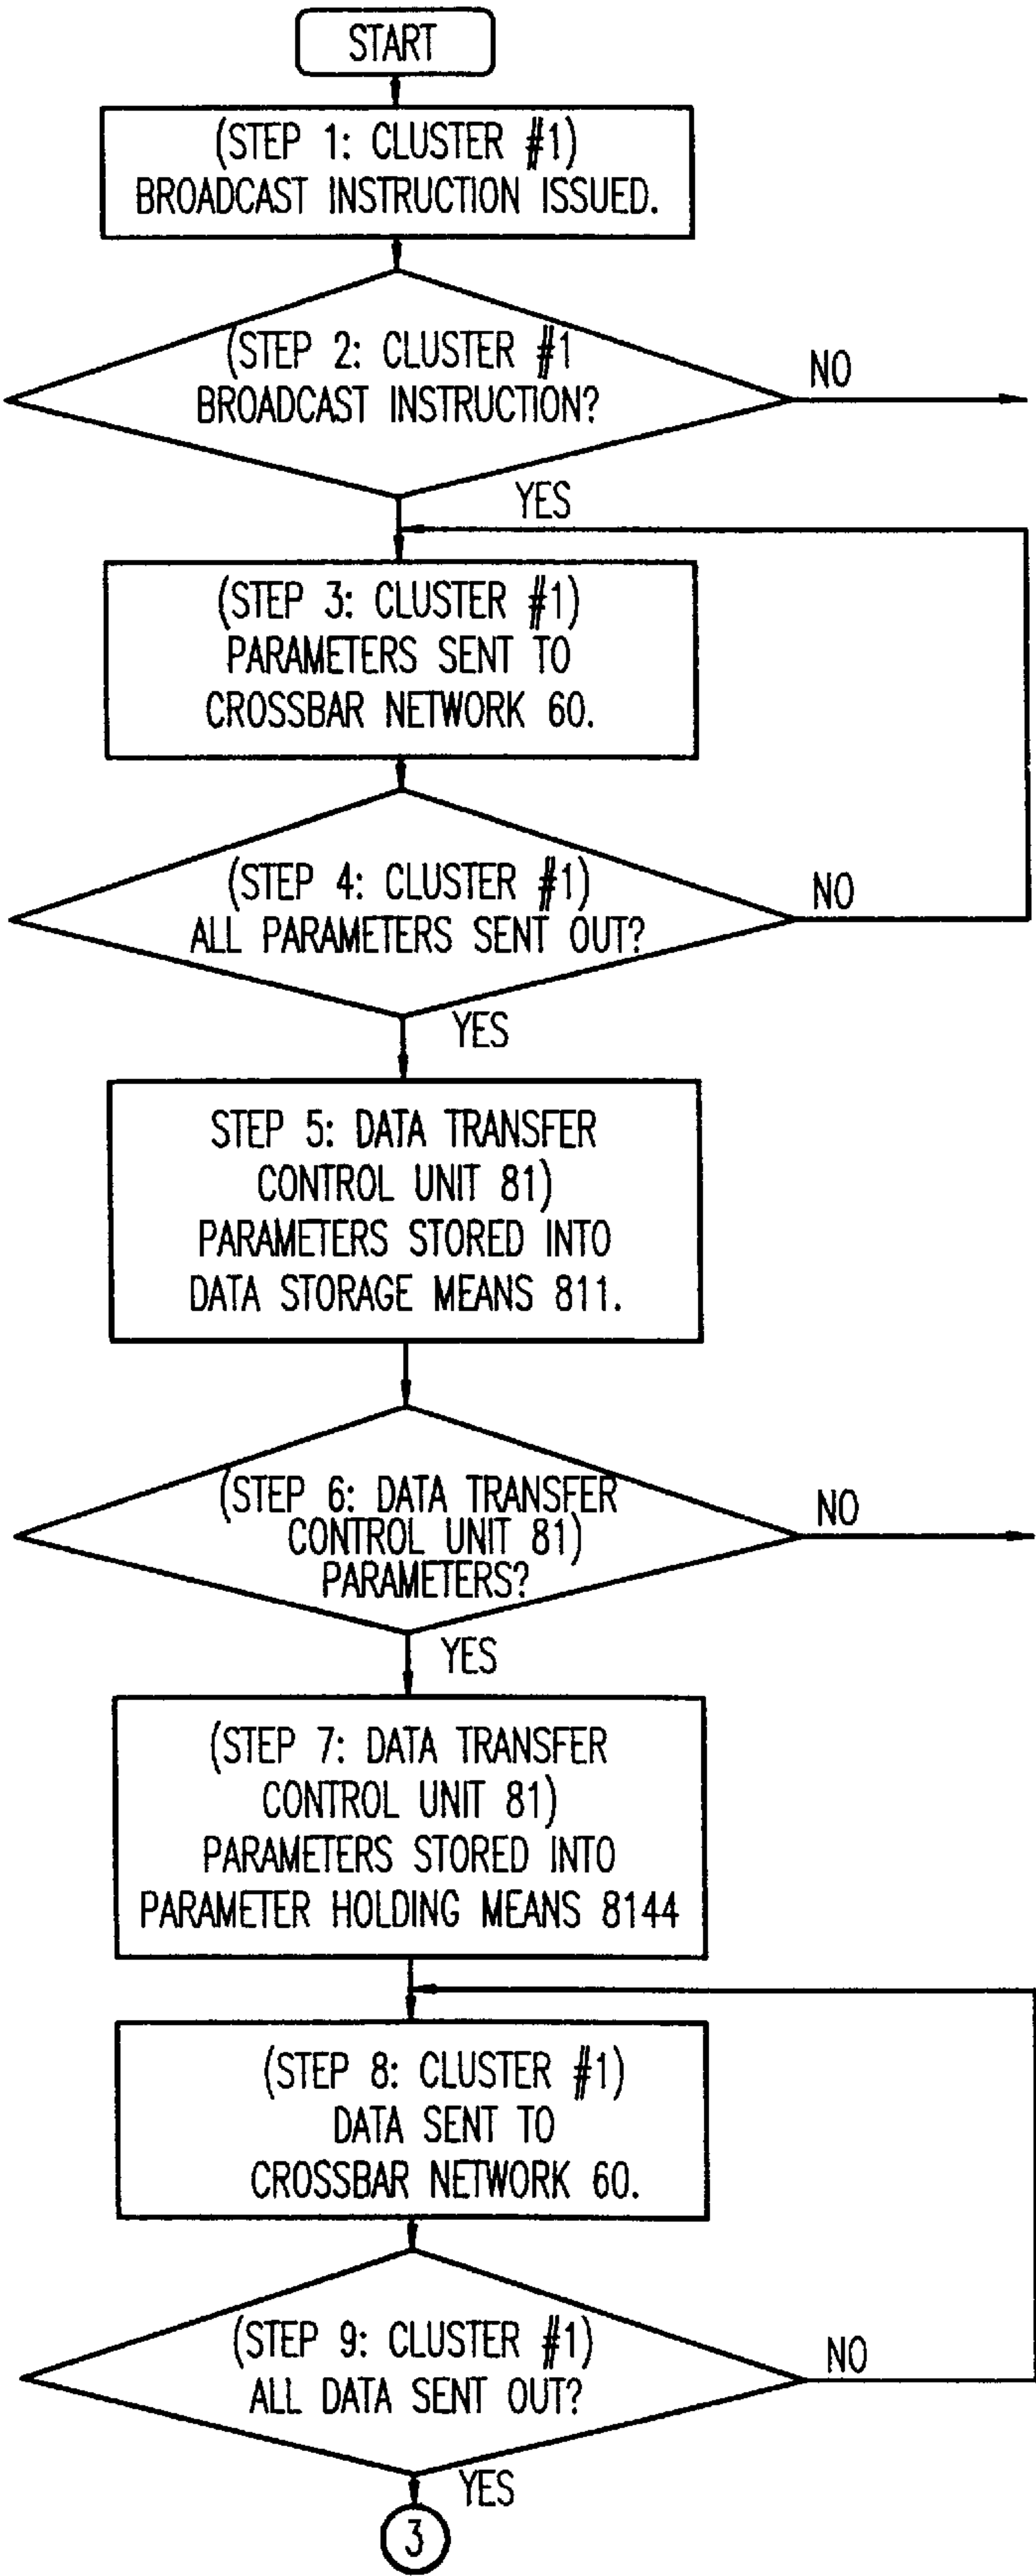 START
(STEP 1: CLUSTER #1)
BROADCAST INSTRUCTION ISSUED.
(STEP 2: CLUSTER #1
BROADCAST INSTRUCTION?
NO
YES
(STEP 3: CLUSTER #1)
PARAMETERS SENT TO
CROSSBAR NETWORK 60.
(STEP 4: CLUSTER #1)
ALL PARAMETERS SENT OUT?
NO
YES
STEP 5: DATA TRANSFER
CONTROL UNIT 81)
PARAMETERS STORED INTO
DATA STORAGE MEANS 811.
(STEP 6: DATA TRANSFER
CONTROL UNIT 81)
PARAMETERS?
NO
YES
(STEP 7: DATA TRANSFER
CONTROL UNIT 81)
PARAMETERS STORED INTO
PARAMETER HOLDING MEANS 8144
(STEP 8: CLUSTER #1)
DATA SENT TO
CROSSBAR NETWORK 60.
(STEP 9: CLUSTER #1)
ALL DATA SENT OUT?
NO
YES
3